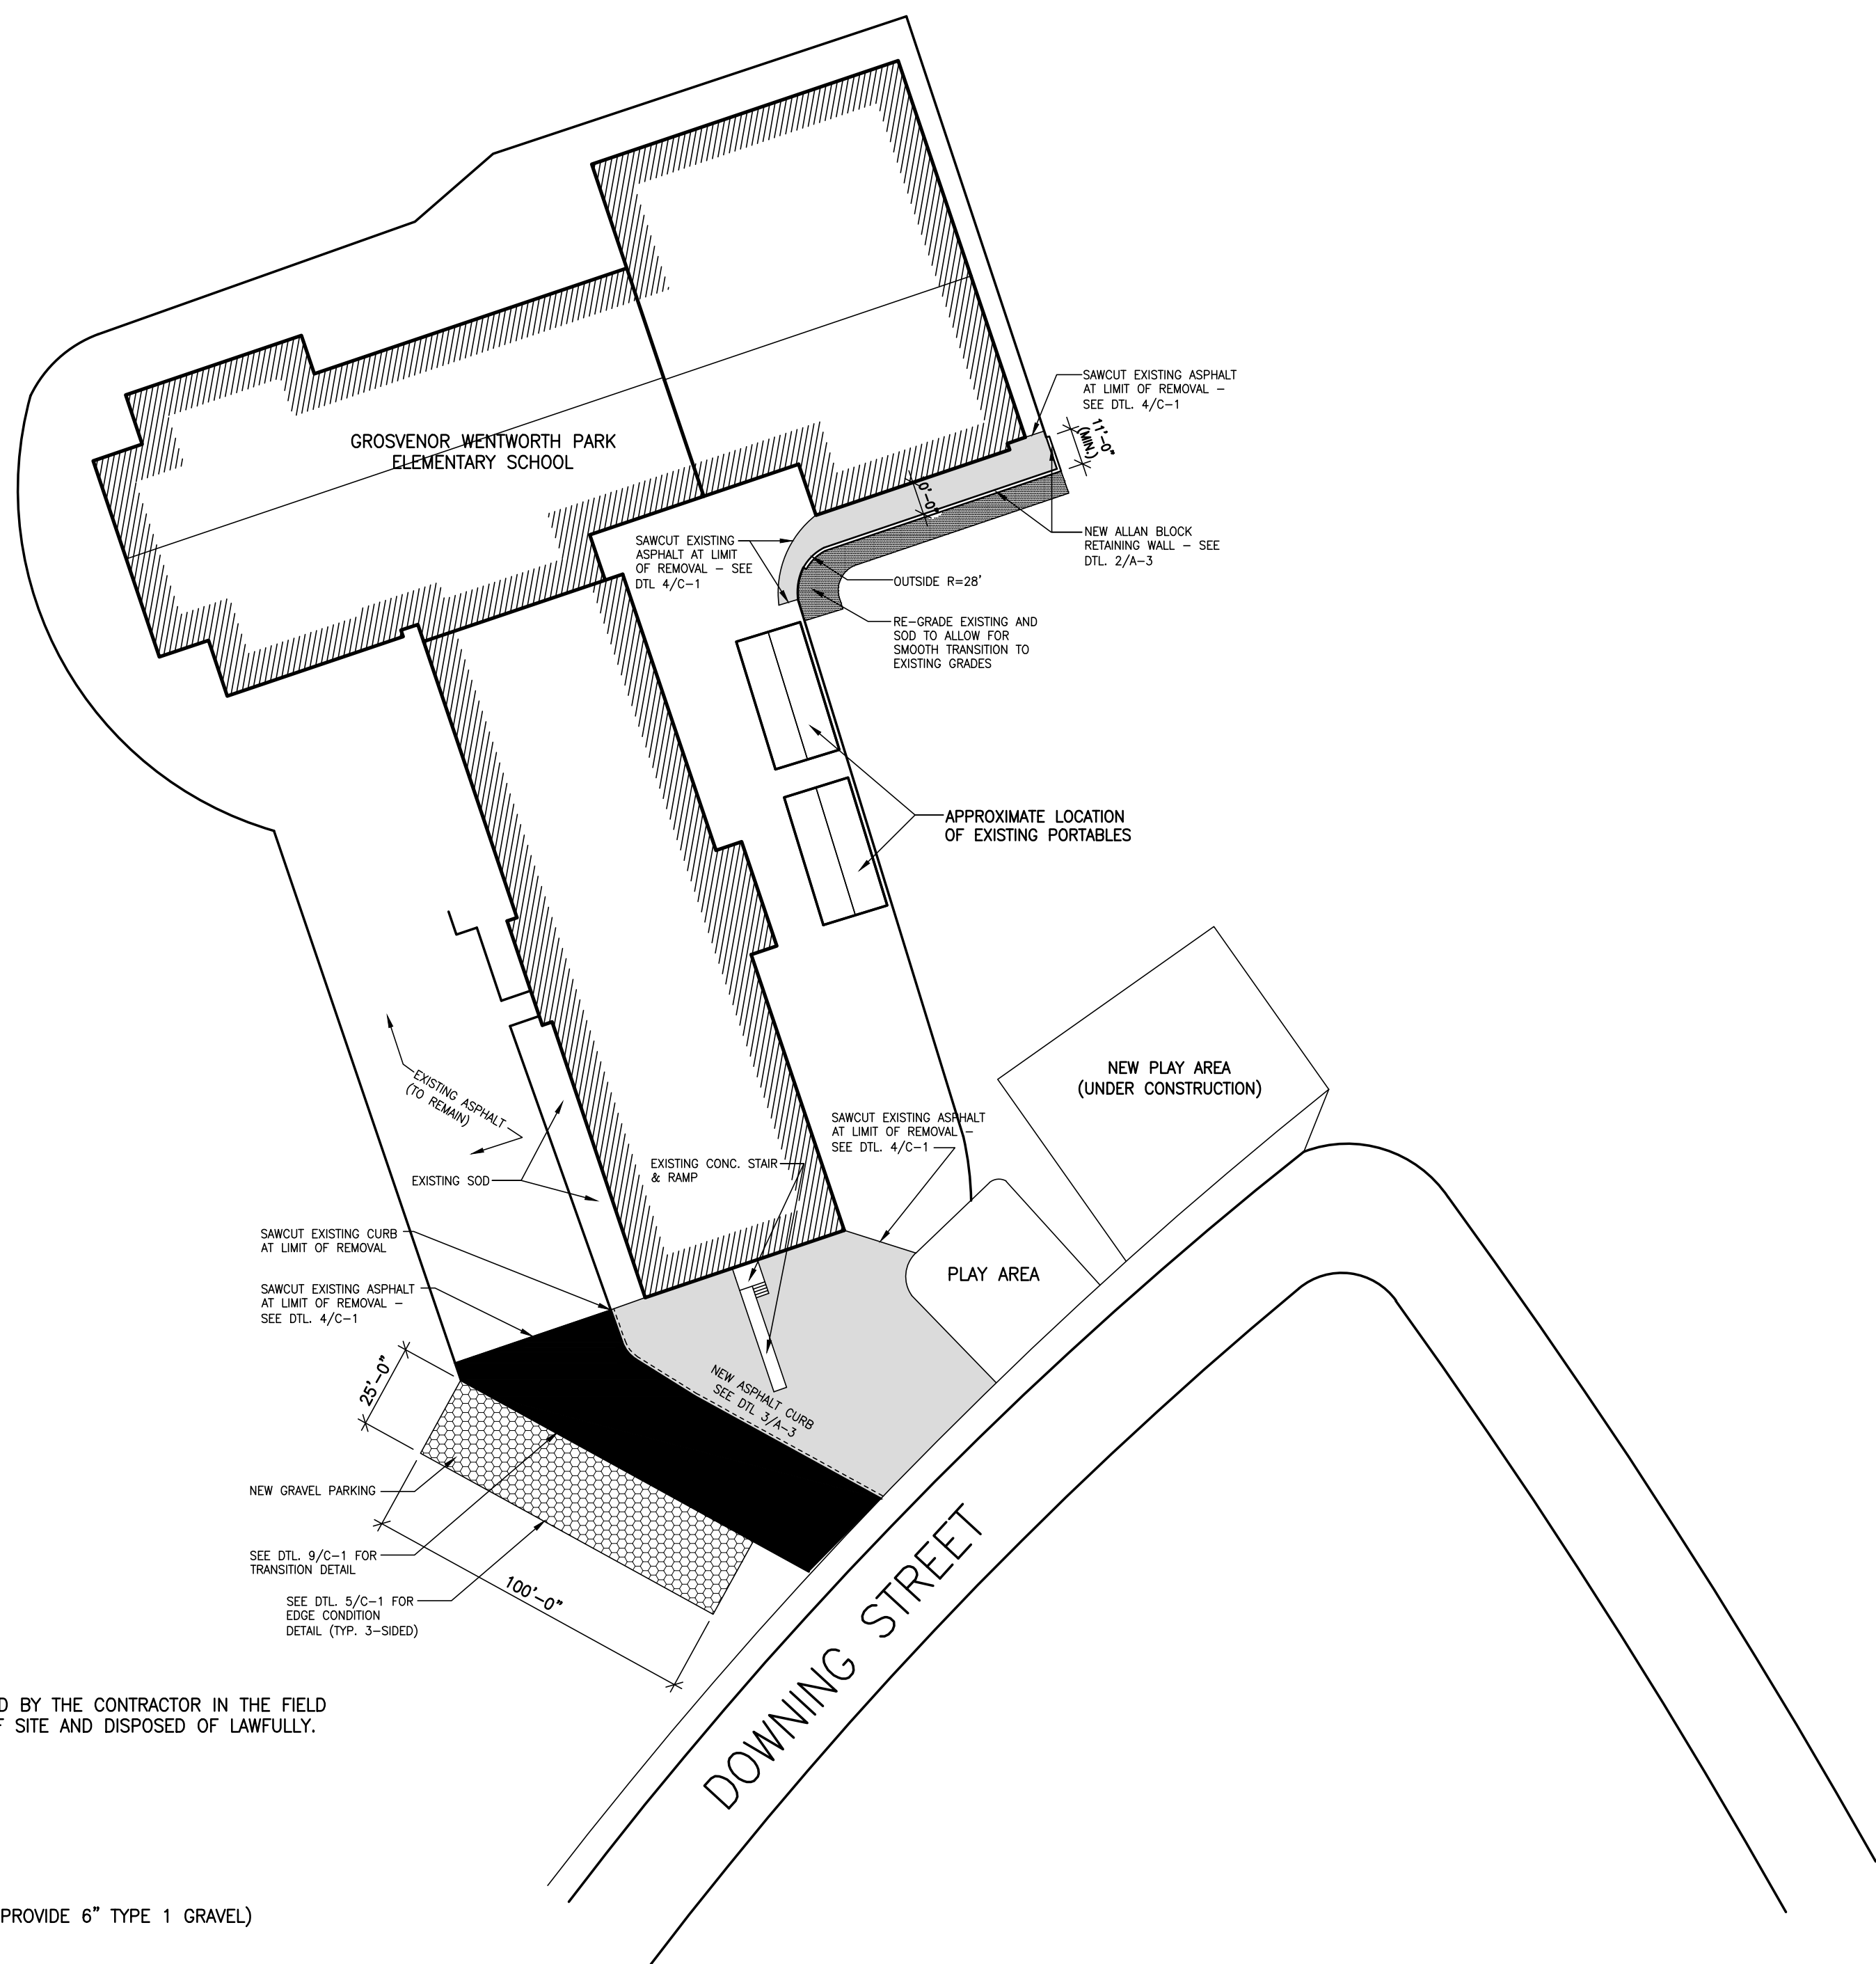 GROSVENOR WENTWORTH PARK
ELEMENTARY SCHOOL
SAWCUT EXISTING ASPHALT
AT LIMIT OF REMOVAL –
SEE DTL. 4/C-1
11'-0"
(MIN.)
0'-0"
NEW ALLAN BLOCK
RETAINING WALL – SEE
DTL. 2/A-3
SAWCUT EXISTING
ASPHALT AT LIMIT
OF REMOVAL – SEE
DTL 4/C-1
OUTSIDE R=28'
RE-GRADE EXISTING AND
SOD TO ALLOW FOR
SMOOTH TRANSITION TO
EXISTING GRADES
APPROXIMATE LOCATION
OF EXISTING PORTABLES
NEW PLAY AREA
(UNDER CONSTRUCTION)
EXISTING ASPHALT
(TO REMAIN)
SAWCUT EXISTING ASPHALT
AT LIMIT OF REMOVAL –
SEE DTL. 4/C-1
EXISTING CONC. STAIR
& RAMP
EXISTING SOD
SAWCUT EXISTING CURB
AT LIMIT OF REMOVAL
PLAY AREA
SAWCUT EXISTING ASPHALT
AT LIMIT OF REMOVAL –
SEE DTL. 4/C-1
25'-0"
NEW ASPHALT CURB
SEE DTL 3/A-3
NEW GRAVEL PARKING
SEE DTL. 9/C-1 FOR
TRANSITION DETAIL
100'-0"
SEE DTL. 5/C-1 FOR
EDGE CONDITION
DETAIL (TYP. 3-SIDED)
DOWNING STREET
D BY THE CONTRACTOR IN THE FIELD
F SITE AND DISPOSED OF LAWFULLY.
PROVIDE 6" TYPE 1 GRAVEL)